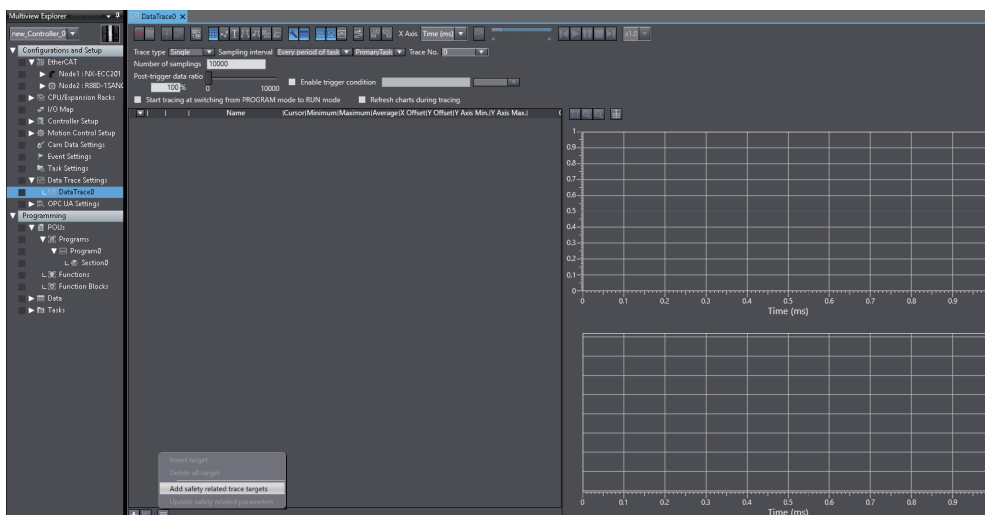 Multiview Explorer
DataTrace0
new_Controller_0
X Axis Time (ms)
x1.0
Configurations and Setup
EtherCAT
Node1 : NX-ECC201
Node2 : R88D-1SAN
CPU/Expansion Racks
I/O Map
Controller Setup
Motion Control Setup
Cam Data Settings
Event Settings
Task Settings
Data Trace Settings
DataTrace0
OPC UA Settings
Programming
POUs
Programs
Program0
Section0
Functions
Function Blocks
Data
Tasks
Trace type Single Sampling interval Every period of task PrimaryTask Trace No. 0
Number of samplings 10000
Post-trigger data ratio
100 % 0 10000 Enable trigger condition
Start tracing at switching from PROGRAM mode to RUN mode Refresh charts during tracing
Name |Cursor|Minimum|Maximum|Average|X Offset|Y Offset|Y Axis Min.|Y Axis Max.|
1
0.9
0.8
0.7
0.6
0.5
0.4
0.3
0.2
0.1
0
0 0.1 0.2 0.3 0.4 0.5 0.6 0.7 0.8 0.9
Time (ms)
Insert target
Delete all target
Add safety related trace targets
Update safety related parameters
0 0.1 0.2 0.3 0.4 0.5 0.6 0.7 0.8 0.9
Time (ms)